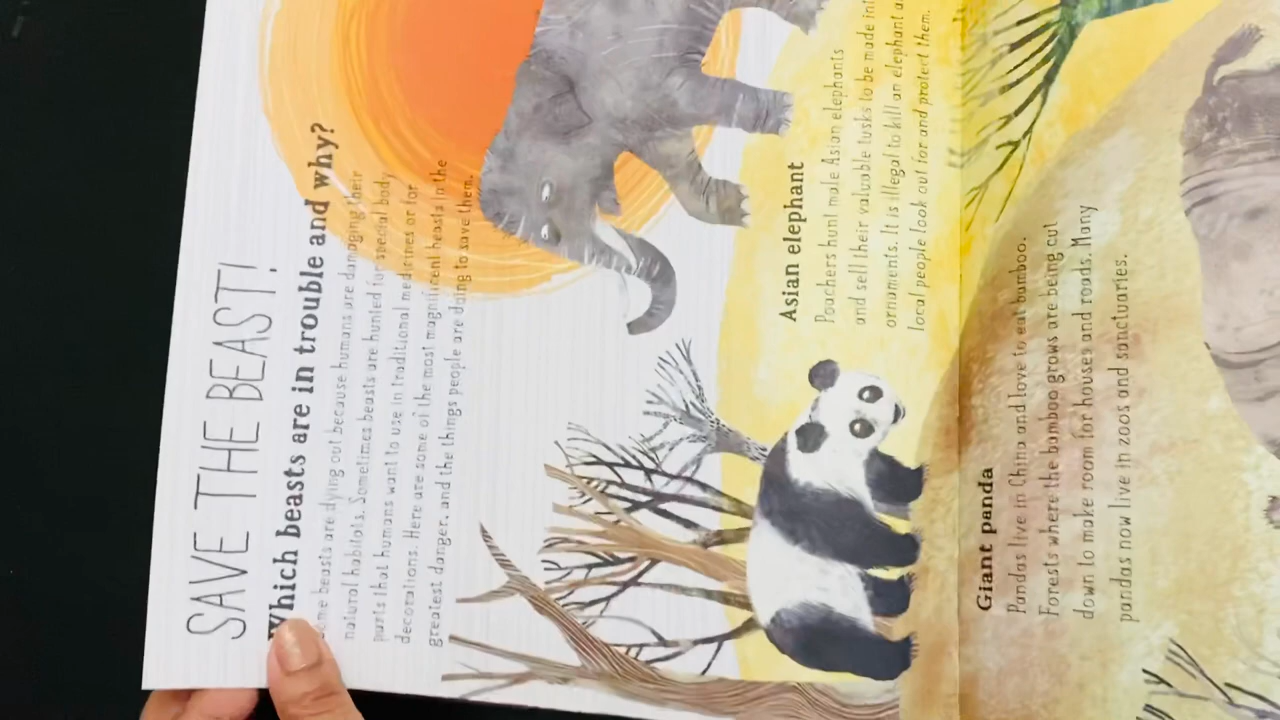 SAVE THE BEAST!
Which beasts are in trouble and why?
Some beasts are dying out because humans are damaging their
natural habitats. Sometimes beasts are hunted for special body
parts that humans want to use in traditional medicines or for
decorations. Here are some of the most magnificent beasts in the
greatest danger, and the things people are doing to save them.
Asian elephant
Poachers hunt male Asian elephants
and sell their valuable tusks to be made int
ornaments. It is illegal to kill an elephant a
local people look out for and protect them.
Giant panda
Pandas live in China and love to eat bamboo.
Forests where the bamboo grows are being cut
down to make room for houses and roads. Many
pandas now live in zoos and sanctuaries.